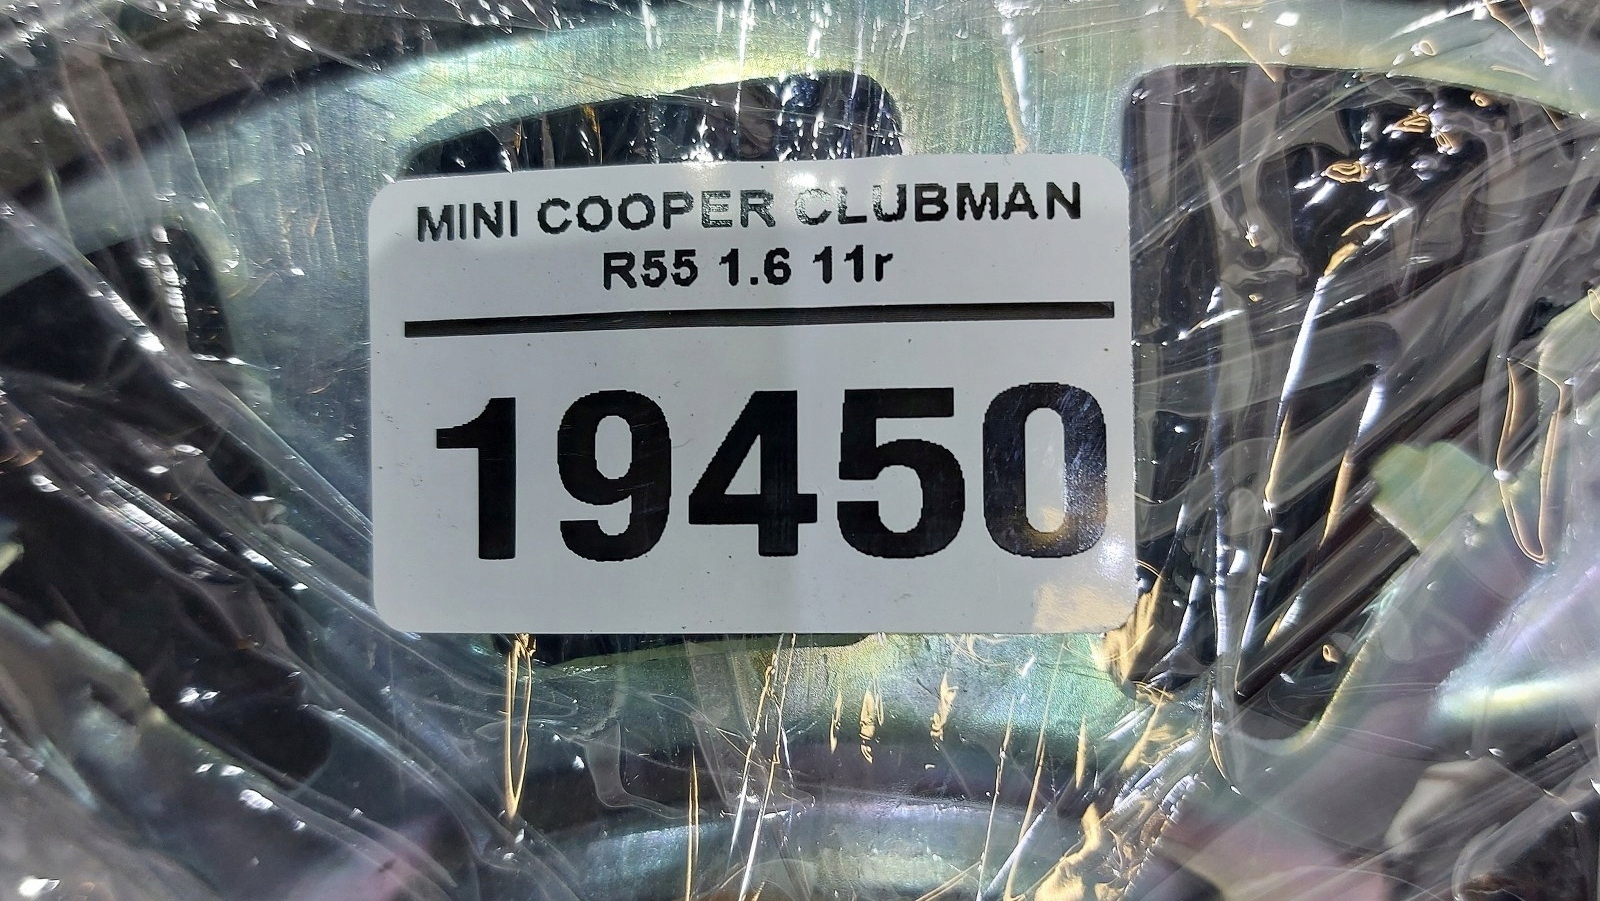 MINI COOPER CLUBMAN
R55 1.6 11r
19450